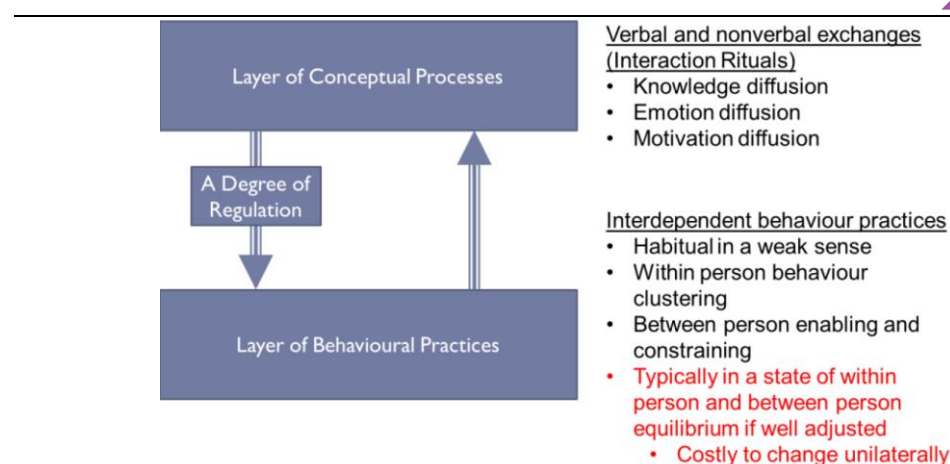 Layer of Conceptual Processes
A Degree of
Regulation
Layer of Behavioural Practices
Verbal and nonverbal exchanges
(Interaction Rituals)
• Knowledge diffusion
• Emotion diffusion
• Motivation diffusion
Interdependent behaviour practices
• Habitual in a weak sense
• Within person behaviour
clustering
• Between person enabling and
constraining
• Typically in a state of within
person and between person
equilibrium if well adjusted
• Costly to change unilaterally